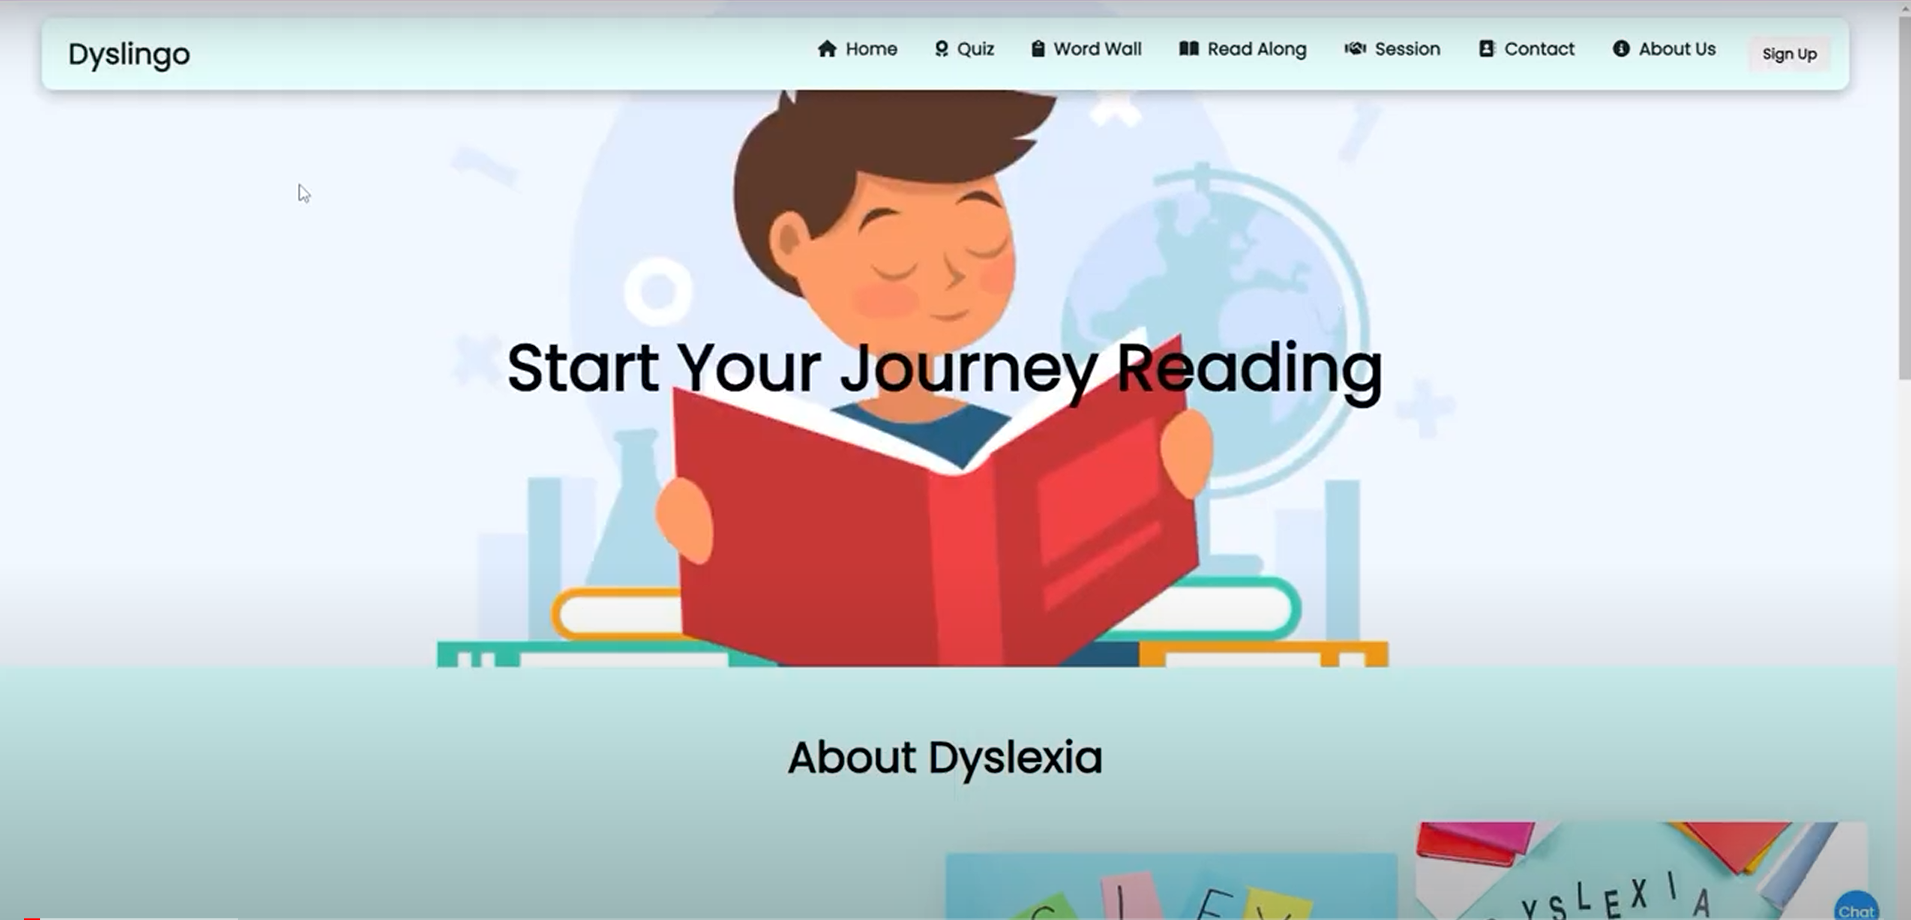 Dyslingo
Home
Quiz
Word Wall
Read Along
Session
Contact
About Us
Sign Up
Start Your Journey Reading
About Dyslexia
YSLEXIA
Chat